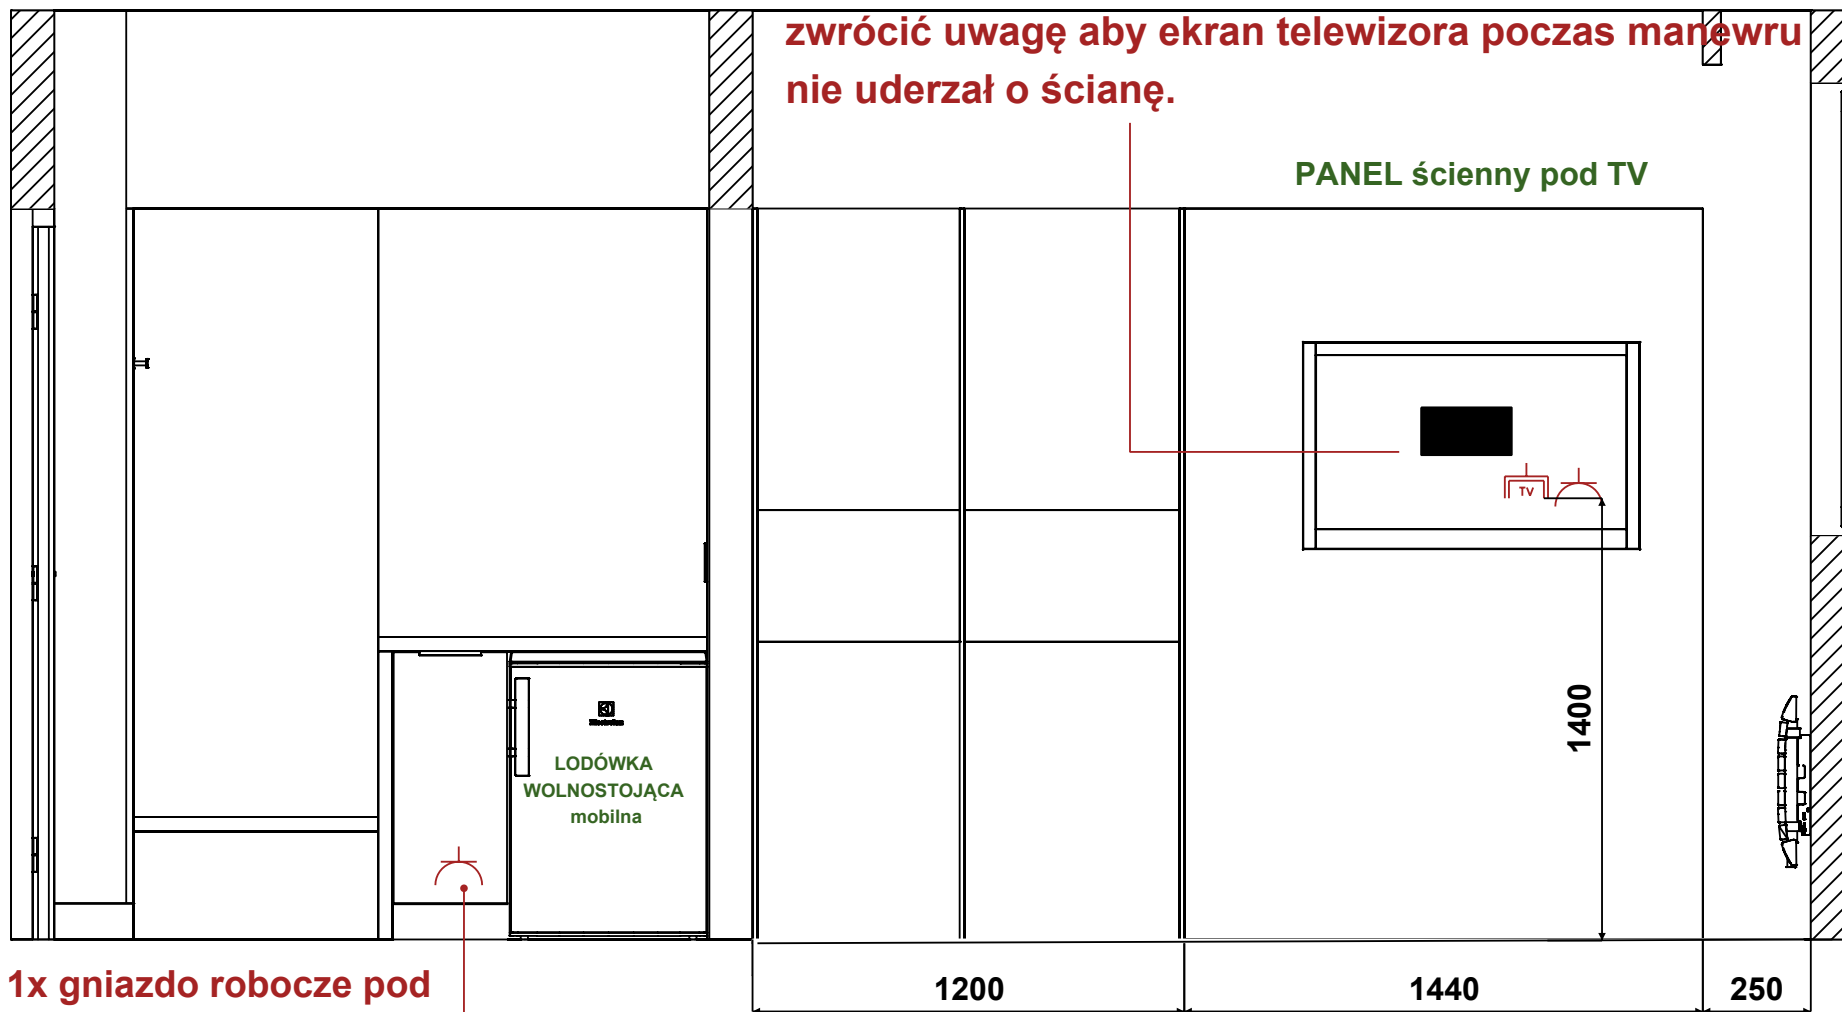 zwrócić uwagę aby ekran telewizora poczas manewru
nie uderzał o ścianę.
PANEL ścienny pod TV
TV
1400
LODÓWKA
WOLNOSTOJĄCA
mobilna
1x gniazdo robocze pod
1200
1440
250